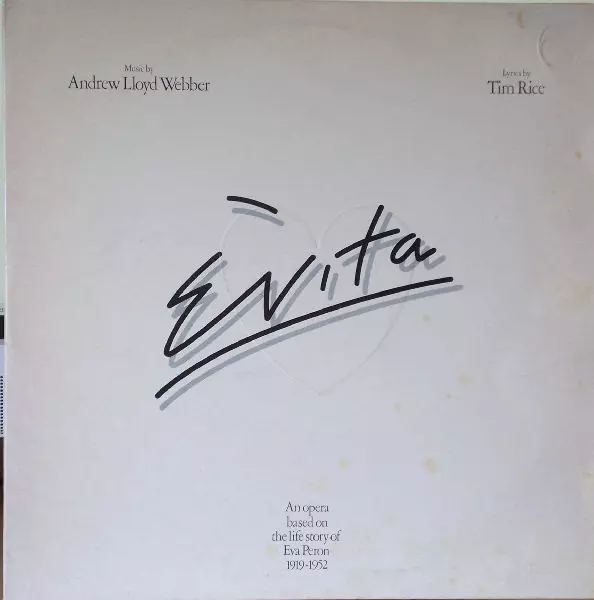 Music by
Andrew Lloyd Webber
Lyrics by
Tim Rice
Evita
An opera
based on
the life story of
Eva Peron
1919-1952